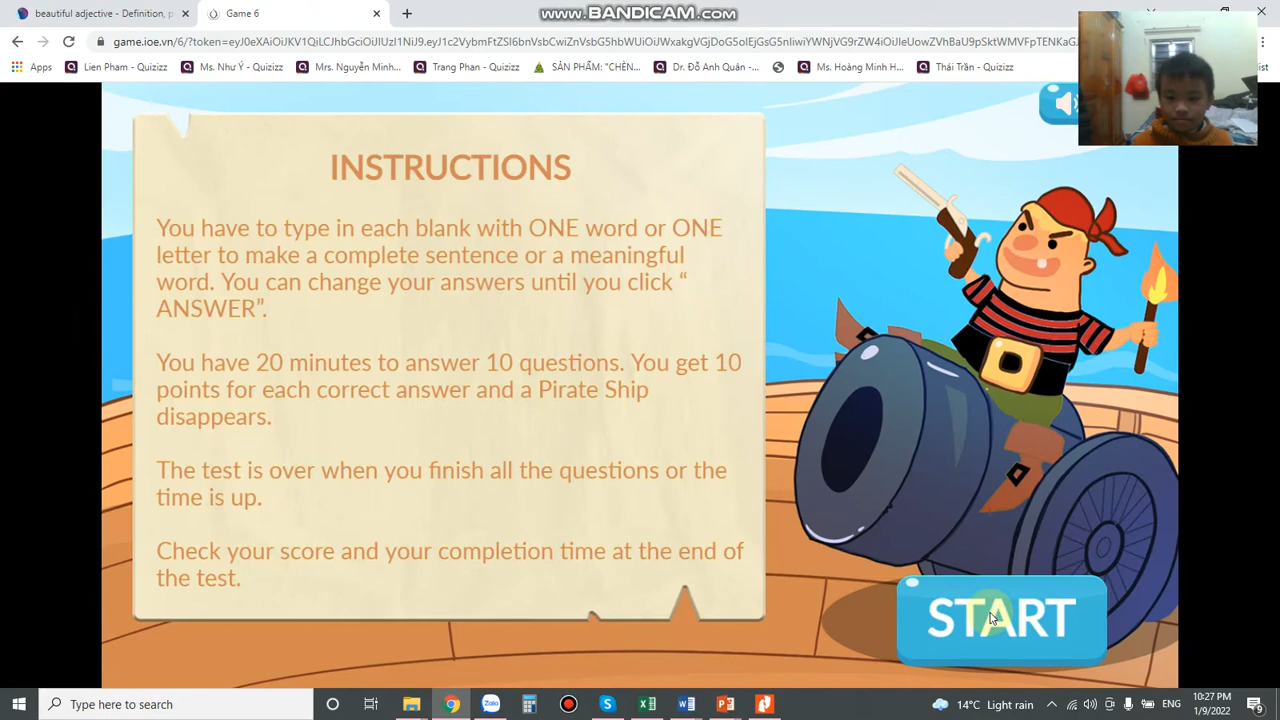 beautiful adjective - Definition, p
Game 6
www.BANDICAM.com
Apps
Lien Pham - Quizizz
Ms. Như Ý - Quizizz
Mrs. Nguyễn Minh...
Trang Phan - Quizizz
SẢN PHẨM: "CHÈN...
Dr. Đỗ Anh Quân - ...
Ms. Hoàng Minh H...
Thái Trần - Quizizz
list
INSTRUCTIONS
You have to type in each blank with ONE word or ONE
letter to make a complete sentence or a meaningful
word. You can change your answers until you click “
ANSWER”.
You have 20 minutes to answer 10 questions. You get 10
points for each correct answer and a Pirate Ship
disappears.
The test is over when you finish all the questions or the
time is up.
Check your score and your completion time at the end of
the test.
START
Type here to search
14°C Light rain
ENG
10:27 PM
1/9/2022
9